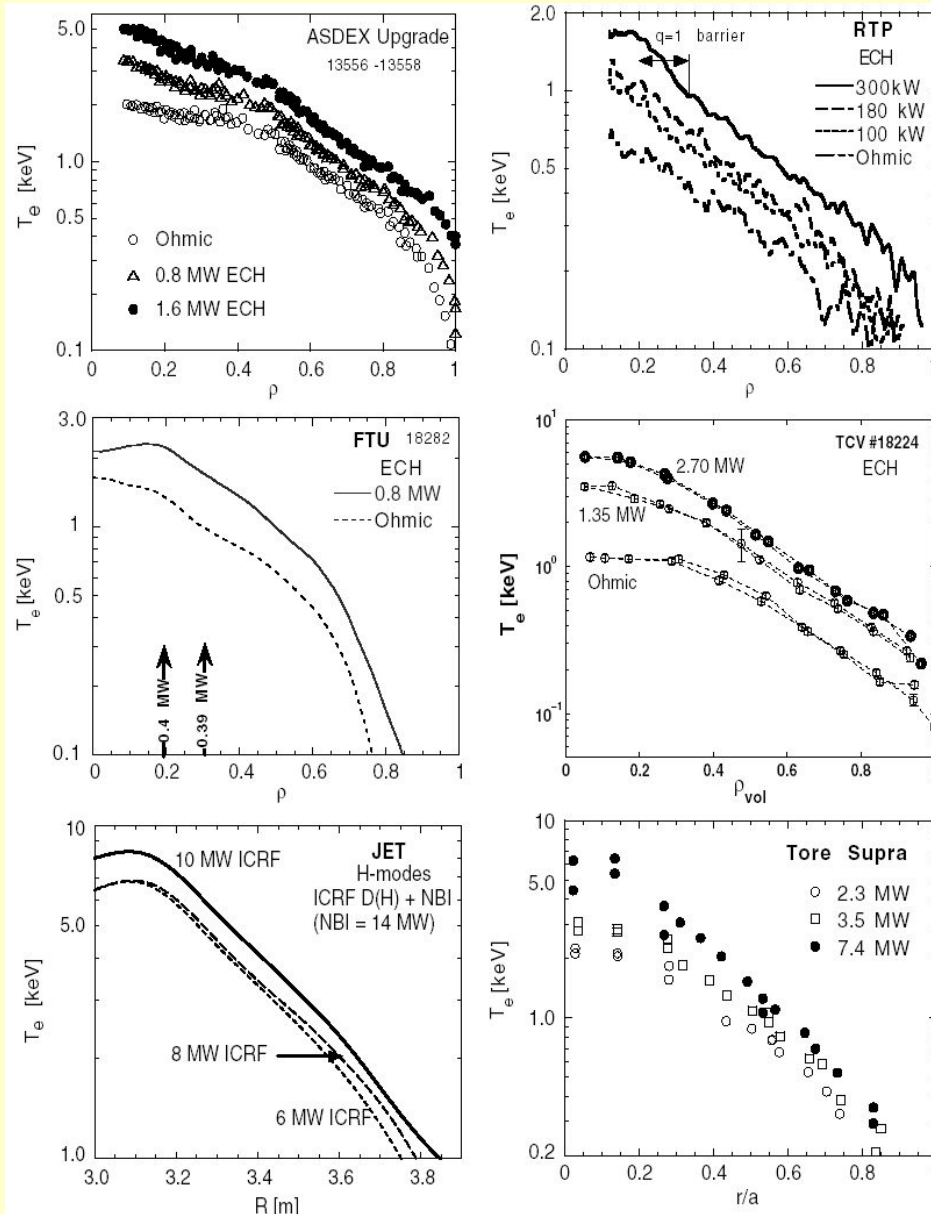 5.0
1.0
0.5
0.1
T_e [keV]
ASDEX Upgrade
13556 -13558
Ohmic
0.8 MW ECH
1.6 MW ECH
0 0.2 0.4 0.6 0.8 1
ρ
2.0
1
0.5
0.1
T_e [keV]
q=1 barrier
RTP
ECH
300kW
180 kW
100 kW
Ohmic
0 0.2 0.4 0.6 0.8 1
ρ
3.0
1
0.5
0.1
T_e [keV]
FTU 18282
ECH
0.8 MW
Ohmic
0.4 MW
0.39 MW
0 0.2 0.4 0.6 0.8 1
ρ
10^1
10^0
10^-1
T_e [keV]
TCV #18224
ECH
2.70 MW
1.35 MW
Ohmic
0 0.2 0.4 0.6 0.8
ρ_vol
10
5.0
1.0
T_e [keV]
10 MW ICRF
JET
H-modes
ICRF D(H) + NBI
(NBI = 14 MW)
8 MW ICRF
6 MW ICRF
3.0 3.2 3.4 3.6 3.8
R [m]
10
5.0
1.0
0.2
T_e [keV]
Tore Supra
2.3 MW
3.5 MW
7.4 MW
0 0.2 0.4 0.6 0.8 1
r/a